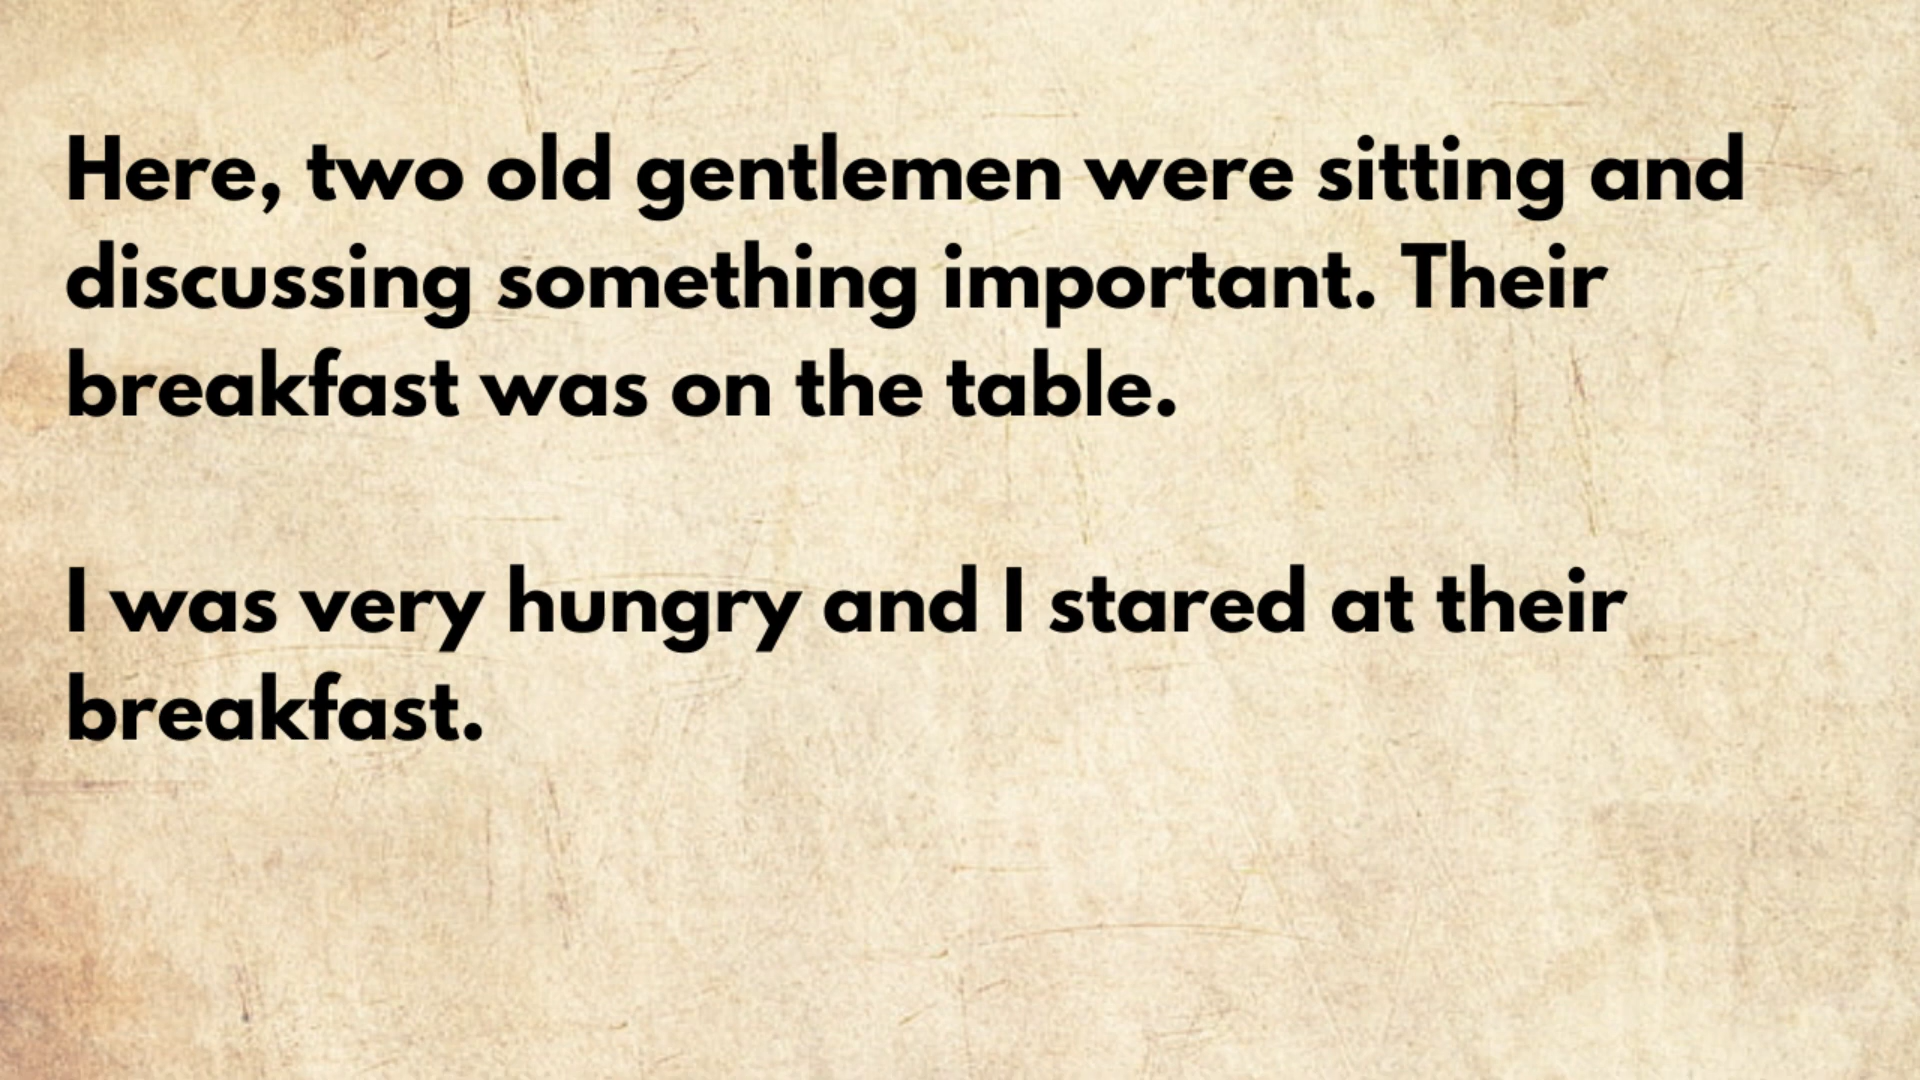 Here, two old gentlemen were sitting and
discussing something important. Their
breakfast was on the table.
I was very hungry and I stared at their
breakfast.